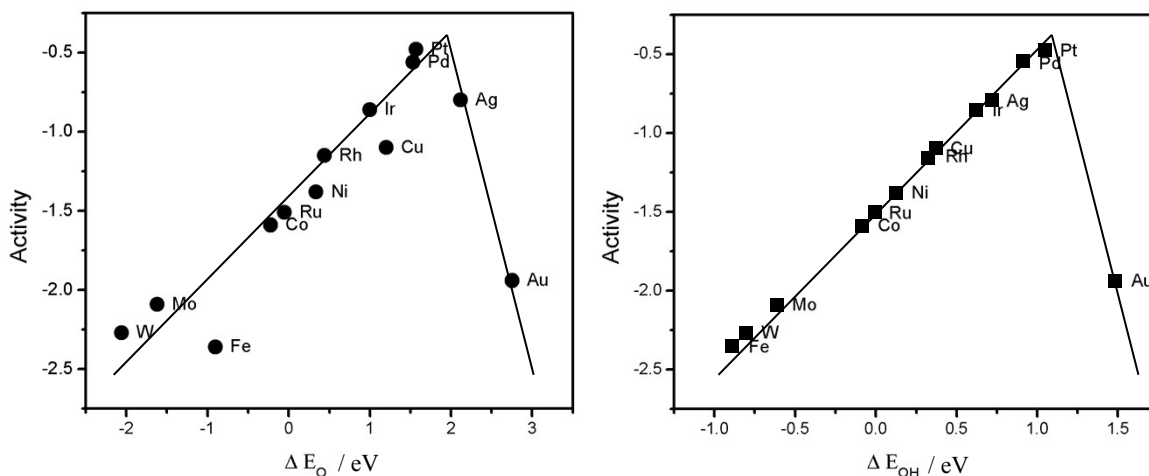 -0.5
-1.0
-1.5
-2.0
-2.5
Activity
Pt
Pd
Ag
Ir
Cu
Rh
Ni
Ru
Co
Au
Mo
W
Fe
-2 -1 0 1 2 3
Δ E_O / eV
-0.5
-1.0
-1.5
-2.0
-2.5
Activity
Pt
Pd
Ag
Ir
Cu
Rh
Ni
Ru
Co
Au
Mo
W
Fe
-1.0 -0.5 0.0 0.5 1.0 1.5
Δ E_OH / eV